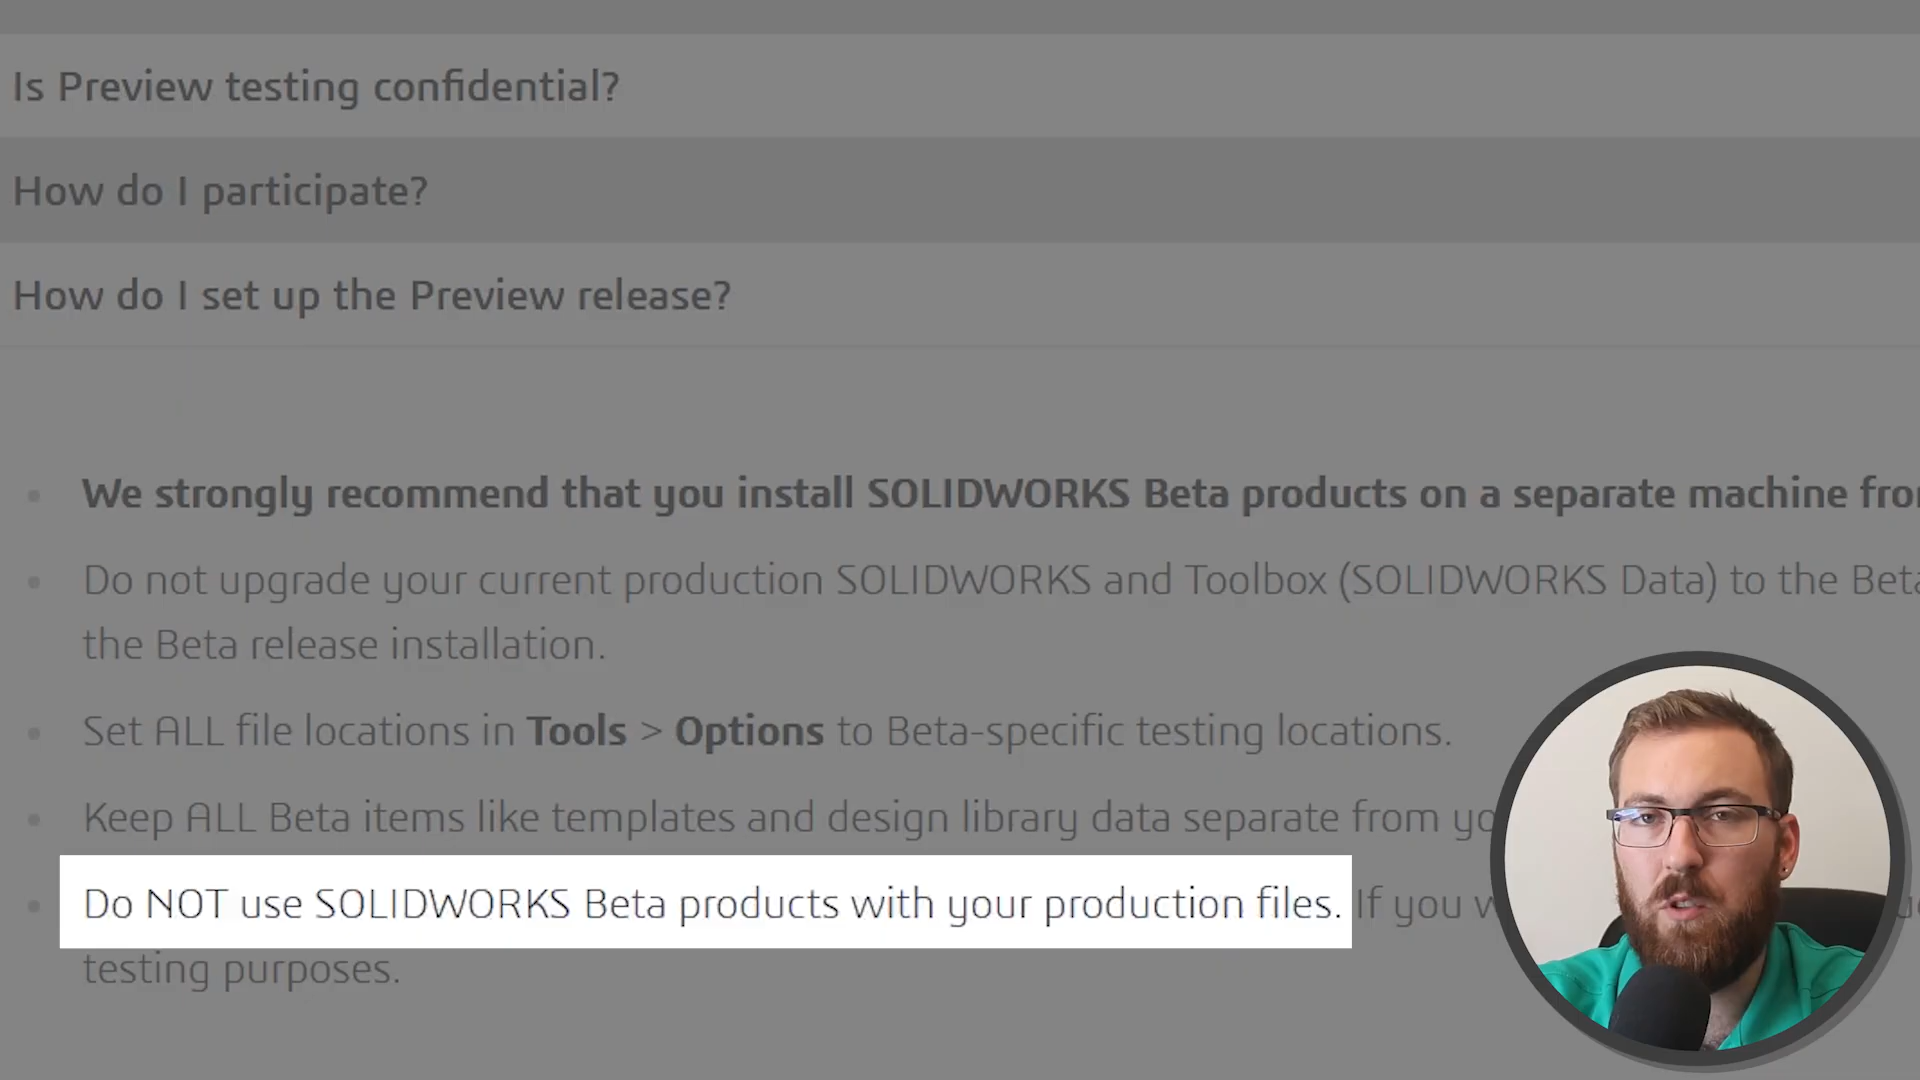 Is Preview testing confidential?
How do I participate?
How do I set up the Preview release?
We strongly recommend that you install SOLIDWORKS Beta products on a separate machine
Do not upgrade your current production SOLIDWORKS and Toolbox (SOLIDWORKS Data) to the Beta
the Beta release installation.
Set ALL file locations in Tools > Options to Beta-specific testing locations.
Keep ALL Beta items like templates and design library data separate from
Do NOT use SOLIDWORKS Beta products with your production files. If you
testing purposes.